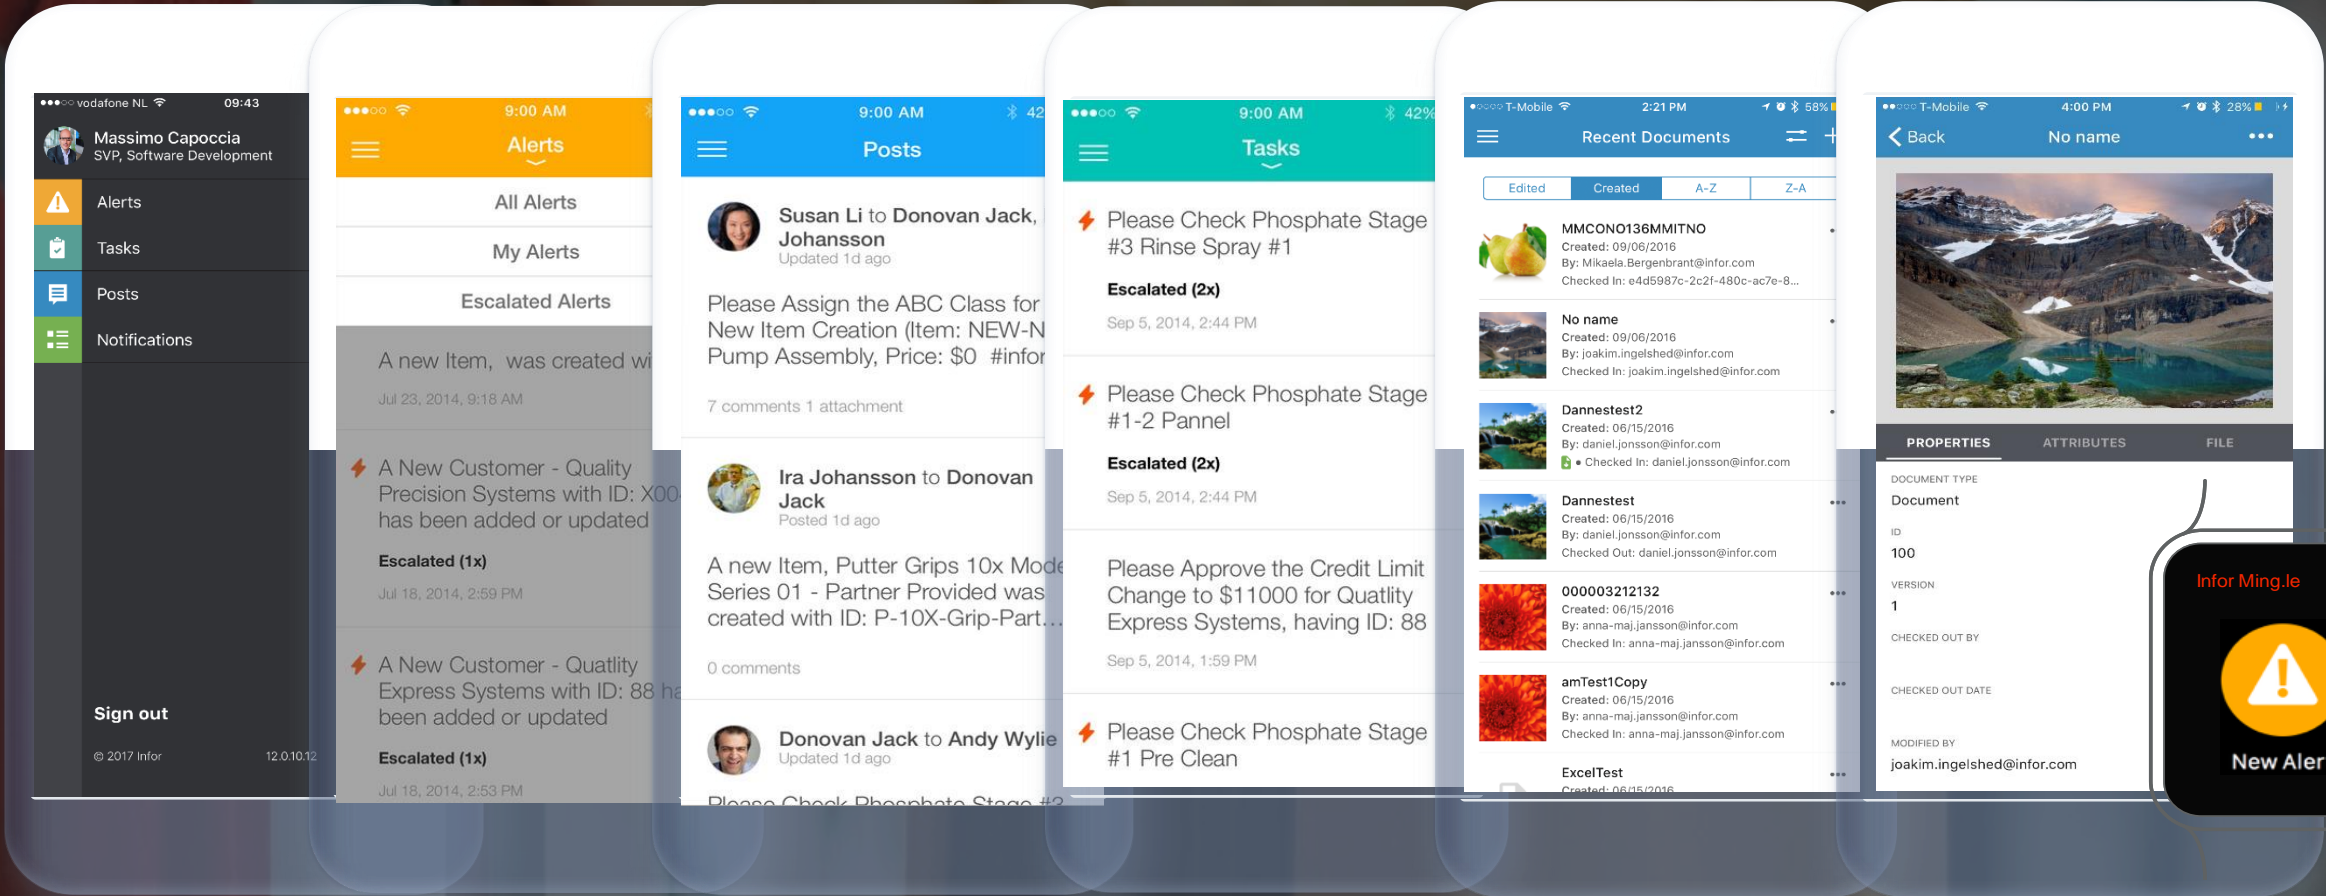 vodafone NL
09:43
Massimo Capoccia
SVP, Software Development
Alerts
Tasks
Posts
Notifications
Sign out
© 2017 Infor
12.0.10.12
9:00 AM
Alerts
All Alerts
My Alerts
Escalated Alerts
A new Item, was created wi
Jul 23, 2014, 9:18 AM
A New Customer - Quality
Precision Systems with ID: X00
has been added or updated
Escalated (1x)
Jul 18, 2014, 2:59 PM
A New Customer - Quatlity
Express Systems with ID: 88 ha
been added or updated
Escalated (1x)
Jul 18, 2014, 2:53 PM
9:00 AM
42
Posts
Susan Li to Donovan Jack,
Johansson
Updated 1d ago
Please Assign the ABC Class for
New Item Creation (Item: NEW-N
Pump Assembly, Price: $0 #infor
7 comments 1 attachment
Ira Johansson to Donovan
Jack
Posted 1d ago
A new Item, Putter Grips 10x Mode
Series 01 - Partner Provided was
created with ID: P-10X-Grip-Part...
0 comments
Donovan Jack to Andy Wylie
Updated 1d ago
Please Check Phosphate Stage #3
9:00 AM
42%
Tasks
Please Check Phosphate Stage
#3 Rinse Spray #1
Escalated (2x)
Sep 5, 2014, 2:44 PM
Please Check Phosphate Stage
#1-2 Pannel
Escalated (2x)
Sep 5, 2014, 2:44 PM
Please Approve the Credit Limit
Change to $11000 for Quatlity
Express Systems, having ID: 88
Sep 5, 2014, 1:59 PM
Please Check Phosphate Stage
#1 Pre Clean
T-Mobile
2:21 PM
58%
Recent Documents
Edited
Created
A-Z
Z-A
MMCONO136MMITNO
Created: 09/06/2016
By: Mikaela.Bergenbrant@infor.com
Checked In: e4d5987c-2c2f-480c-ac7e-8...
No name
Created: 09/06/2016
By: joakim.ingelshed@infor.com
Checked In: joakim.ingelshed@infor.com
Dannestest2
Created: 06/15/2016
By: daniel.jonsson@infor.com
• Checked In: daniel.jonsson@infor.com
Dannestest
Created: 06/15/2016
By: daniel.jonsson@infor.com
Checked Out: daniel.jonsson@infor.com
000003212132
Created: 06/15/2016
By: anna-maj.jansson@infor.com
Checked In: anna-maj.jansson@infor.com
amTest1Copy
Created: 06/15/2016
By: anna-maj.jansson@infor.com
Checked In: anna-maj.jansson@infor.com
ExcelTest
Created: 06/15/2016
T-Mobile
4:00 PM
28%
Back
No name
PROPERTIES
ATTRIBUTES
FILE
DOCUMENT TYPE
Document
ID
100
VERSION
1
CHECKED OUT BY
CHECKED OUT DATE
MODIFIED BY
joakim.ingelshed@infor.com
Infor Ming.le
New Aler